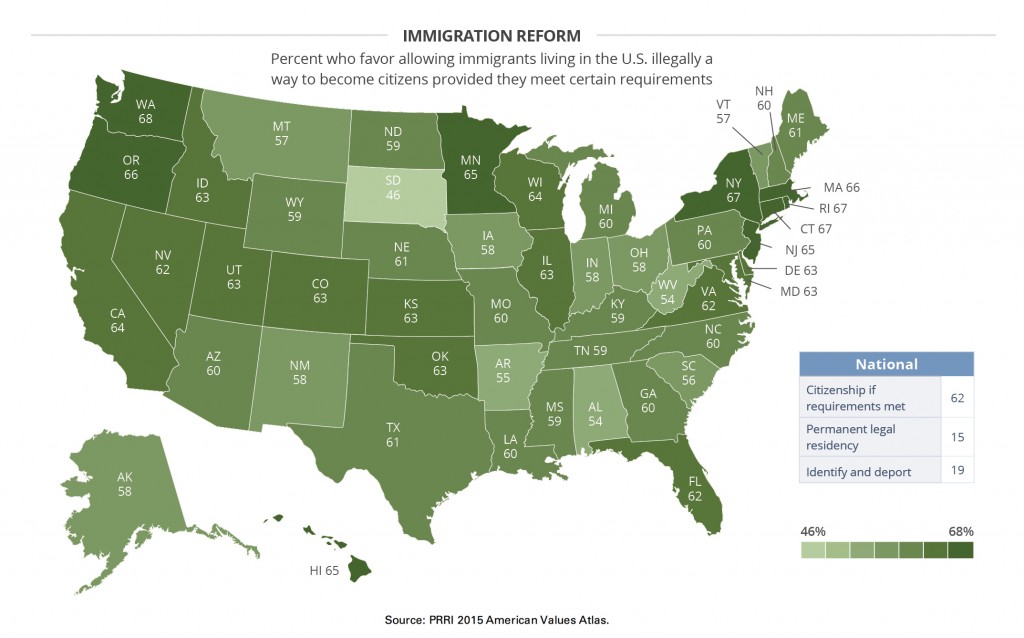 IMMIGRATION REFORM
Percent who favor allowing immigrants living in the U.S. illegally a
way to become citizens provided they meet certain requirements
WA
68
OR
66
CA
64
NV
62
ID
63
MT
57
WY
59
UT
63
CO
63
AZ
60
NM
58
ND
59
SD
46
NE
61
KS
63
OK
63
TX
61
MN
65
IA
58
MO
60
AR
55
LA
60
WI
64
IL
63
MI
60
IN
58
OH
58
KY
59
TN 59
MS
59
AL
54
GA
60
FL
62
SC
56
NC
60
VA
62
WV
54
PA
60
NY
67
VT
57
NH
60
ME
61
MA 66
RI 67
CT 67
NJ 65
DE 63
MD 63
AK
58
HI 65
National
Citizenship if
requirements met
62
Permanent legal
residency
15
Identify and deport
19
46%
68%
Source: PRRI 2015 American Values Atlas.